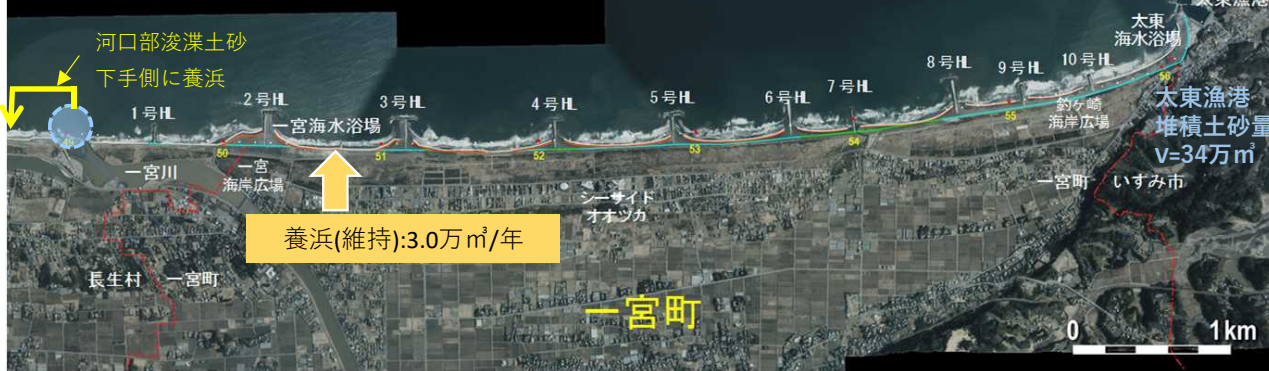 太東漁港
河口部浚渫土砂
下手側に養浜
太東
海水浴場
1号HL
2号HL
3号HL
4号HL
5号HL
6号HL
7号HL
8号HL
9号HL
10号HL
一宮海水浴場
釣ヶ崎
海岸広場
太東漁港
堆積土砂量
V=34万㎥
50
51
52
53
54
55
56
一宮川
一宮
海岸広場
シーサイド
オオツカ
一宮町
いすみ市
養浜(維持):3.0万㎥/年
長生村
一宮町
一宮町
0
1km